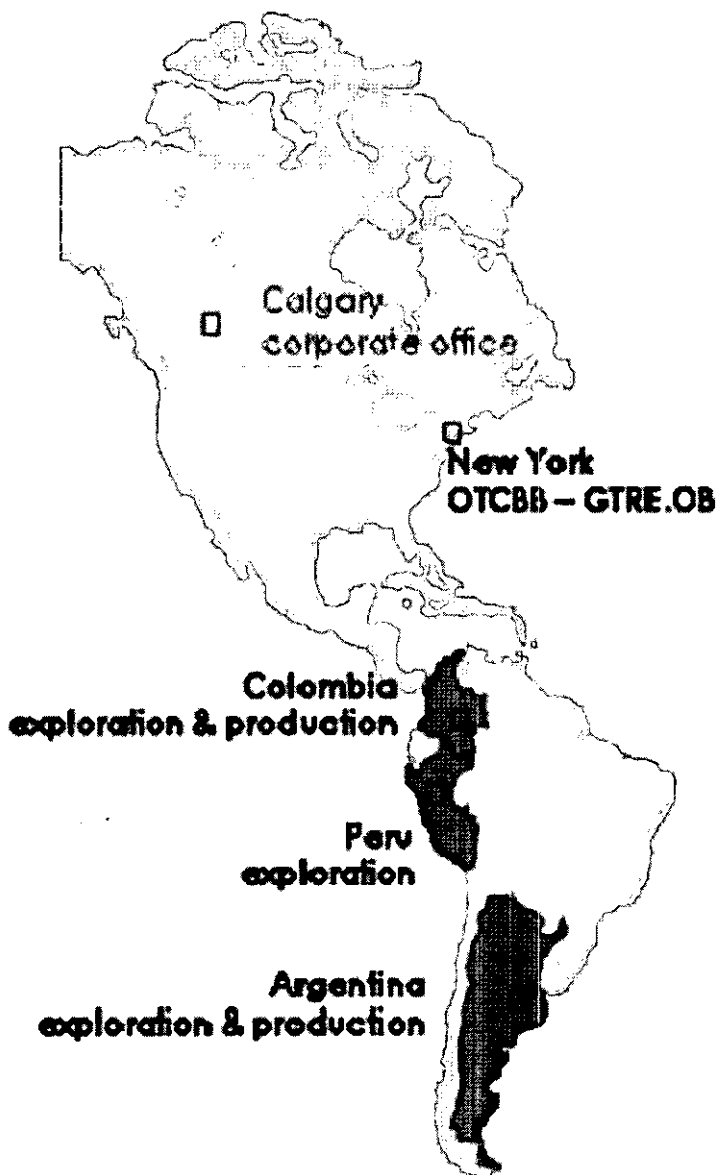 Calgary
corporate office
New York
OTCBB – GTRE.OB
Colombia
exploration & production
Peru
exploration
Argentina
exploration & production